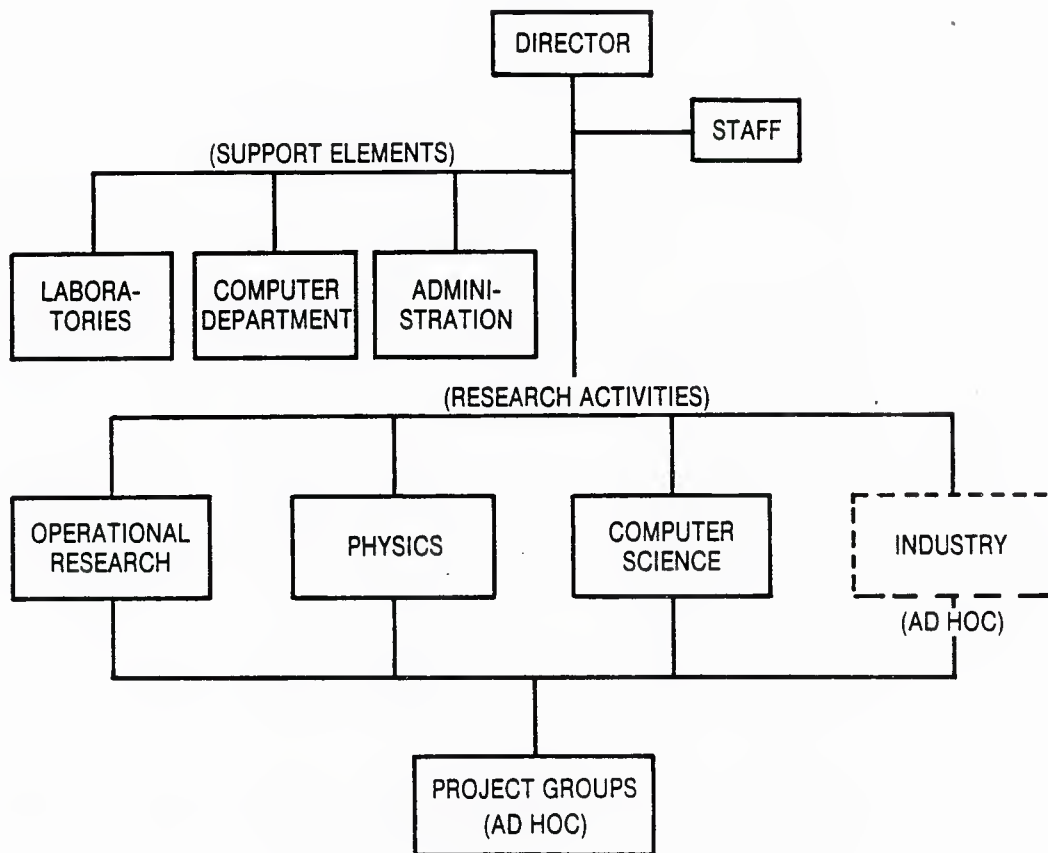 DIRECTOR
STAFF
(SUPPORT ELEMENTS)
LABORA-
TORIES
COMPUTER
DEPARTMENT
ADMINI-
STRATION
(RESEARCH ACTIVITIES)
OPERATIONAL
RESEARCH
PHYSICS
COMPUTER
SCIENCE
INDUSTRY
(AD HOC)
PROJECT GROUPS
(AD HOC)